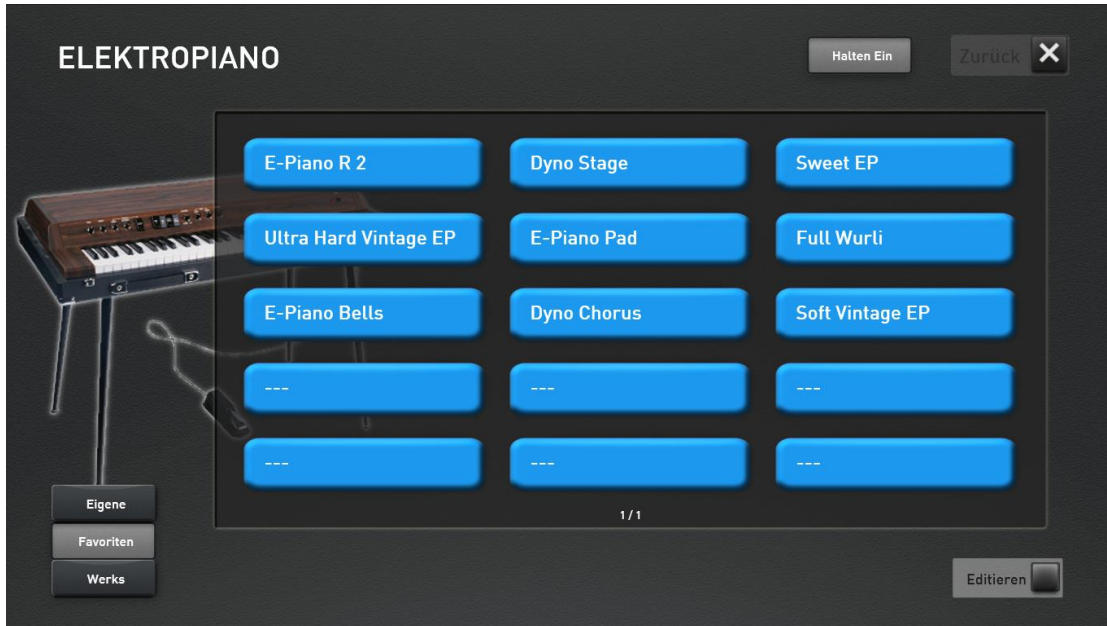 ELEKTROPIANO
Halten Ein
Zurück
E-Piano R 2
Dyno Stage
Sweet EP
Ultra Hard Vintage EP
E-Piano Pad
Full Wurli
E-Piano Bells
Dyno Chorus
Soft Vintage EP
---
---
---
---
---
---
1/1
Eigene
Favoriten
Werks
Editieren